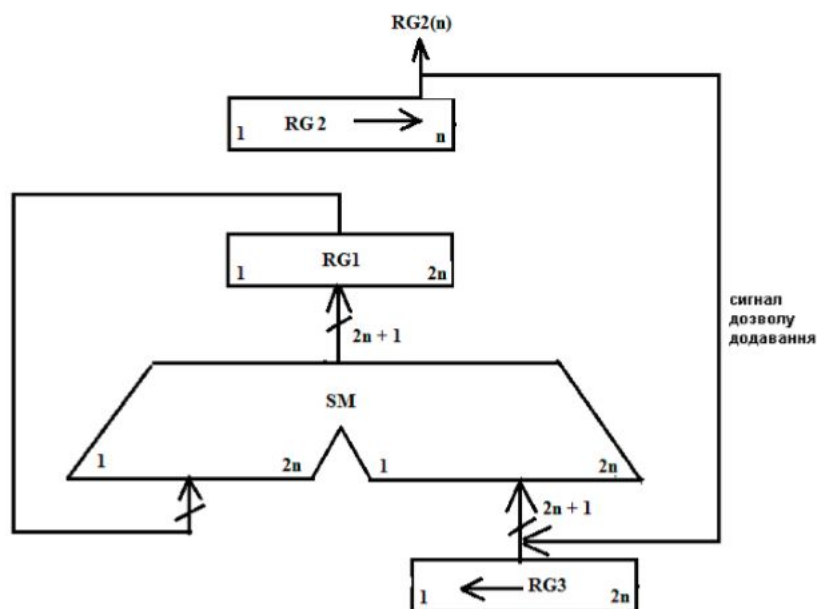 RG2(n)
1 RG 2 n
1 RG1 2n
2n + 1
сигнал
дозволу
додавання
SM
1 2n 1 2n
2n + 1
1 RG3 2n